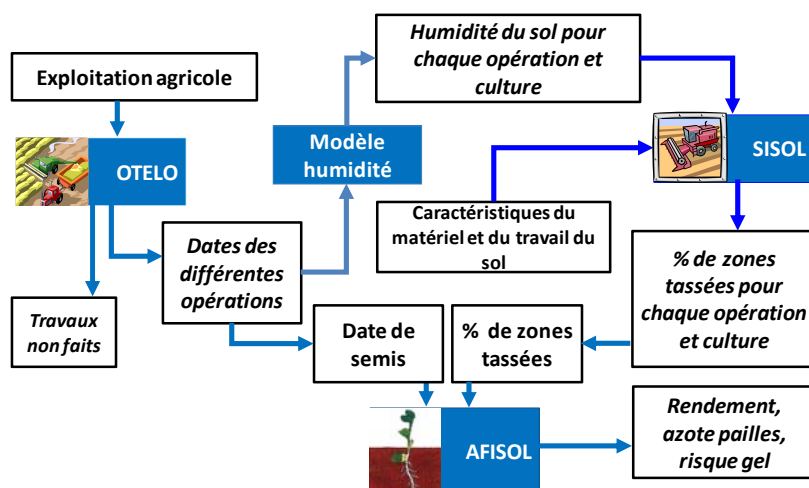 Humidité du sol pour
chaque opération et
culture
Exploitation agricole
OTELO
Modèle
humidité
SISOL
Caractéristiques du
matériel et du travail du
sol
Dates des
différentes
opérations
% de zones
tassées pour
chaque opération
et culture
Travaux
non faits
Date de
semis
% de zones
tassées
AFISOL
Rendement,
azote pailles,
risque gel